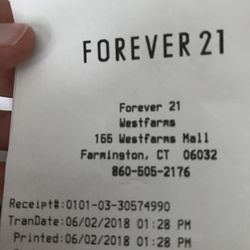 FOREVER 21
Forever 21
Westfarms
155 Westfarms Mall
Farmington, CT 06032
860-505-2176
Receipt#:0101-03-30574990
TranDate:06/02/2018 01:28 PM
Printed:06/02/2018 01:28 PM